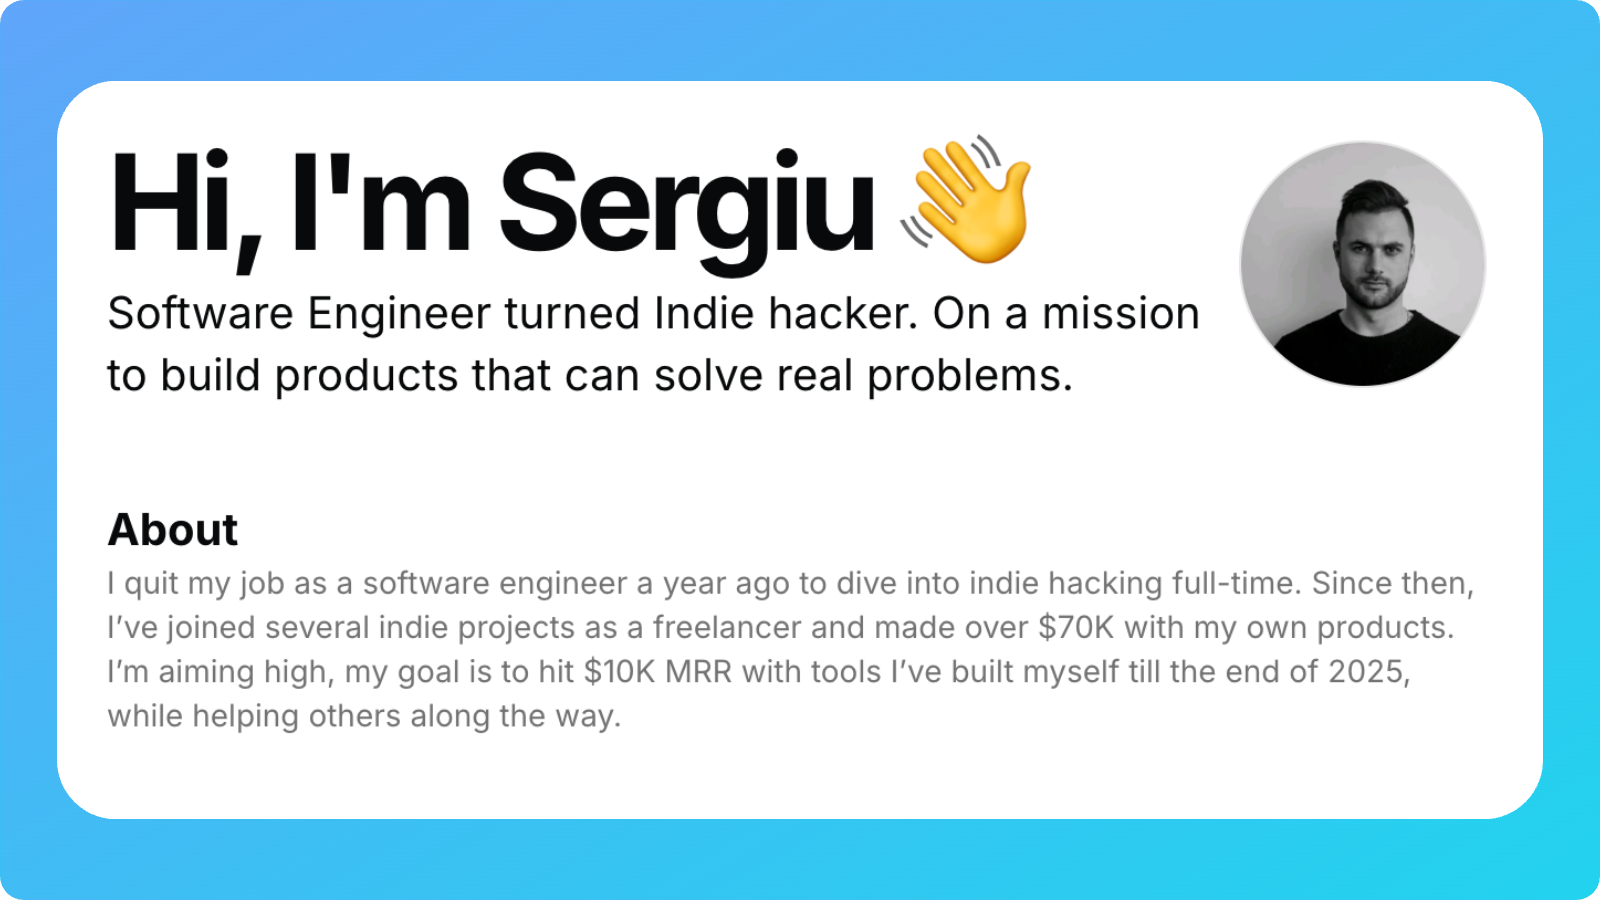 Hi, I'm Sergiu 👋
Software Engineer turned Indie hacker. On a mission
to build products that can solve real problems.
About
I quit my job as a software engineer a year ago to dive into indie hacking full-time. Since then,
I’ve joined several indie projects as a freelancer and made over $70K with my own products.
I’m aiming high, my goal is to hit $10K MRR with tools I’ve built myself till the end of 2025,
while helping others along the way.